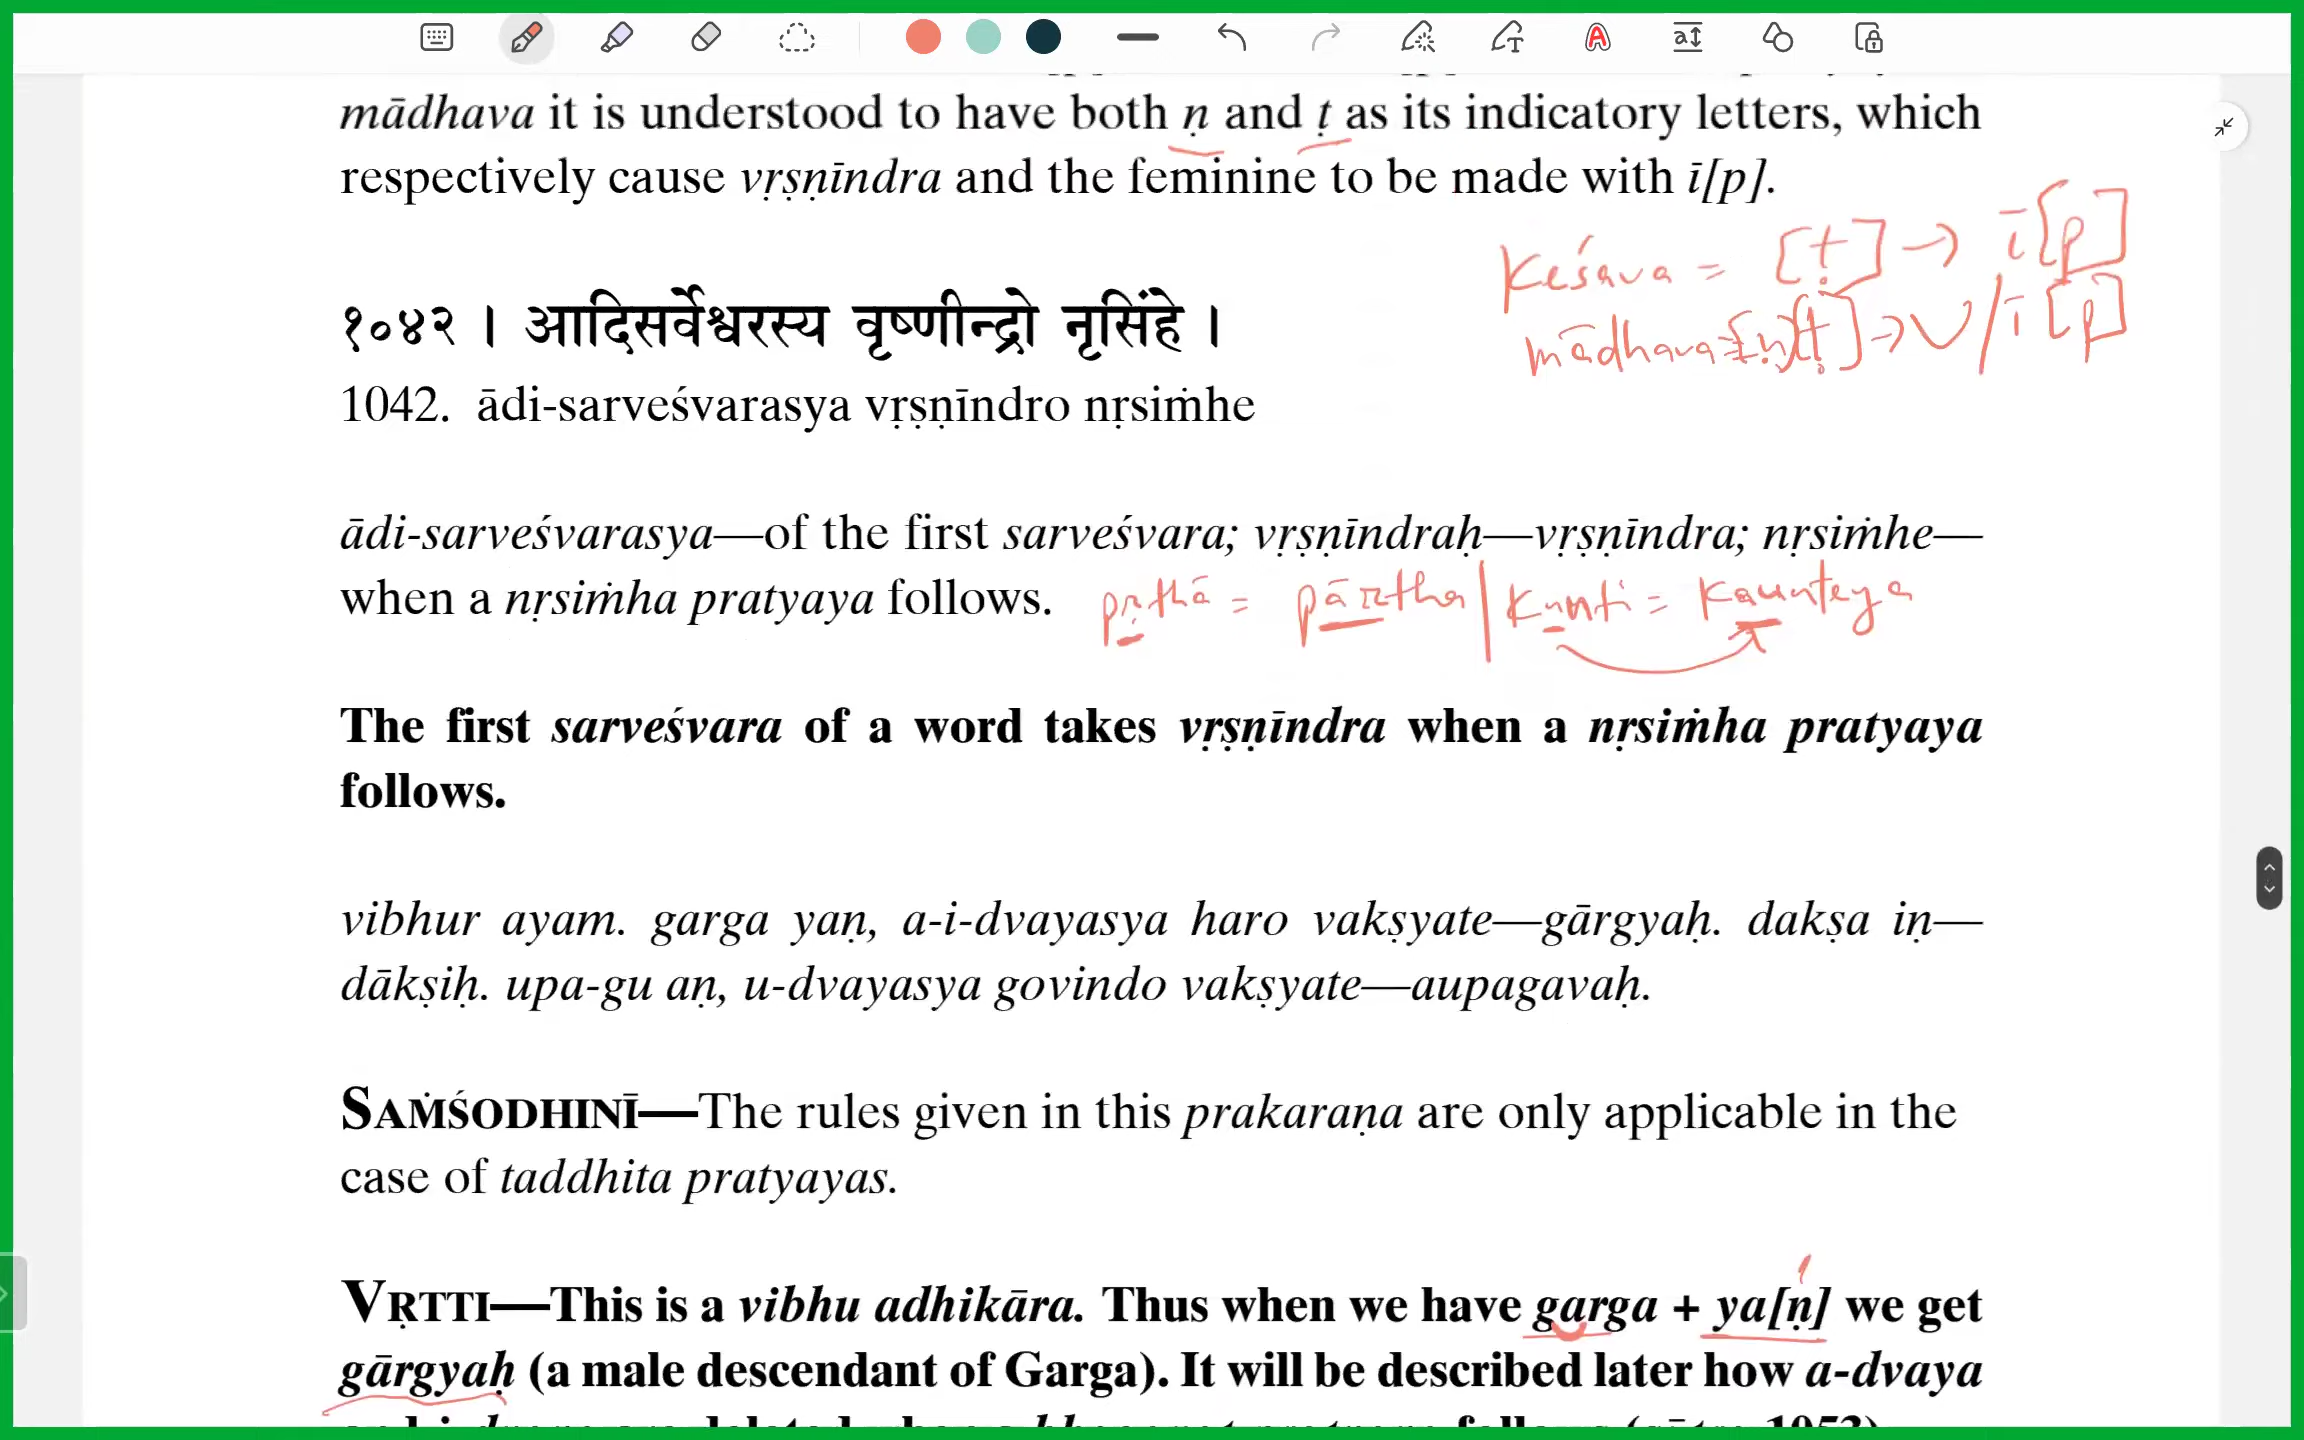 mādhava it is understood to have both ṇ and ṭ as its indicatory letters, which
respectively cause vṛṣṇīndra and the feminine to be made with ī[p].
Keśava = [ṭ] → ī[p]
mādhava = [ṇ][ṭ] → V/ī[p]
१०४२ । आदिसर्वेश्वरस्य वृष्णीन्द्रो नृसिंहे ।
1042. ādi-sarveśvarasya vṛṣṇīndro nṛsiṁhe
ādi-sarveśvarasya—of the first sarveśvara; vṛṣṇīndraḥ—vṛṣṇīndra; nṛsiṁhe—
when a nṛsiṁha pratyaya follows.
pṛthā = pārtha | Kunti = Kaunteya
The first sarveśvara of a word takes vṛṣṇīndra when a nṛsiṁha pratyaya
follows.
vibhur ayam. garga yaṇ, a-i-dvayasya haro vakṣyate—gārgyaḥ. dakṣa iṇ—
dākṣiḥ. upa-gu aṇ, u-dvayasya govindo vakṣyate—aupagavaḥ.
SAṀŚODHINĪ—The rules given in this prakaraṇa are only applicable in the
case of taddhita pratyayas.
VṚTTI—This is a vibhu adhikāra. Thus when we have garga + ya[ṇ] we get
gārgyaḥ (a male descendant of Garga). It will be described later how a-dvaya